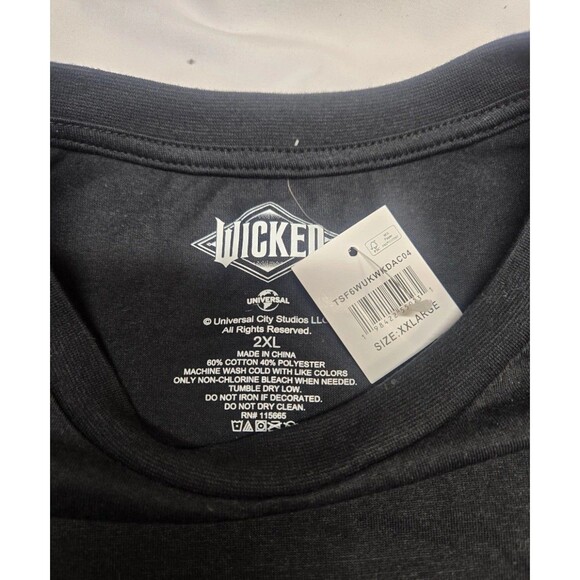 WICKED
UNIVERSAL
© Universal City Studios LLC
All Rights Reserved.
2XL
MADE IN CHINA
60% COTTON 40% POLYESTER
MACHINE WASH COLD WITH LIKE COLORS
ONLY NON-CHLORINE BLEACH WHEN NEEDED.
TUMBLE DRY LOW.
DO NOT IRON IF DECORATED.
DO NOT DRY CLEAN.
RN# 115665
TSF6WUKWKDAC04
SIZE:XXLARGE